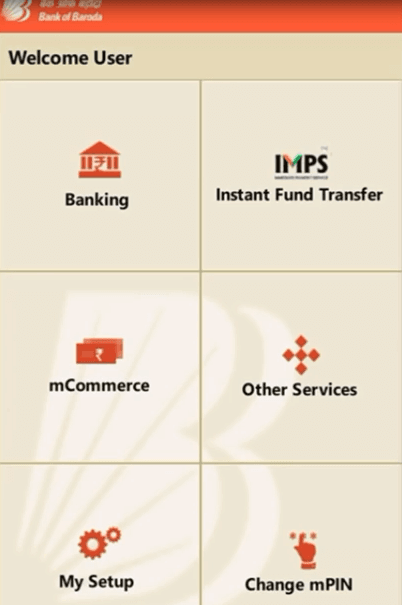 Bank of Baroda
Welcome User
Banking
IMPS
Instant Fund Transfer
mCommerce
Other Services
My Setup
Change mPIN